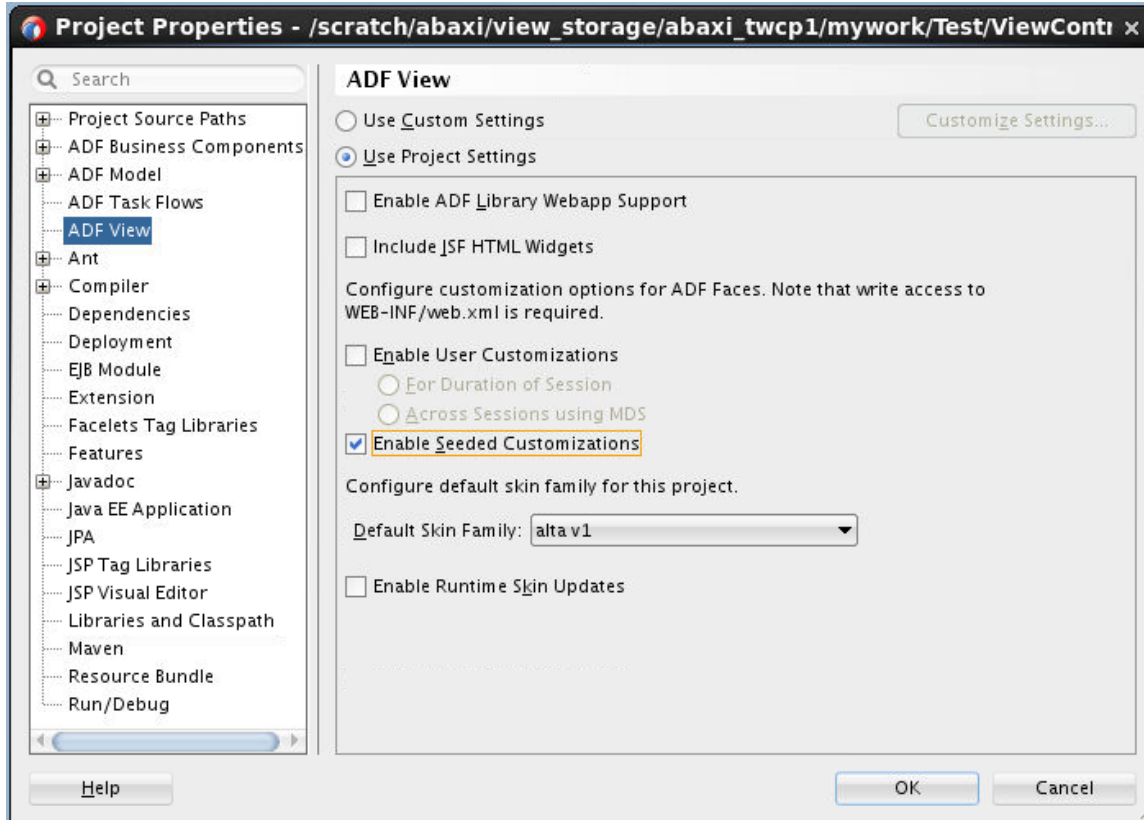 Project Properties - /scratch/abaxi/view_storage/abaxi_twcp1/mywork/Test/ViewContr
Search
Project Source Paths
ADF Business Components
ADF Model
ADF Task Flows
ADF View
Ant
Compiler
Dependencies
Deployment
EJB Module
Extension
Facelets Tag Libraries
Features
Javadoc
Java EE Application
JPA
JSP Tag Libraries
JSP Visual Editor
Libraries and Classpath
Maven
Resource Bundle
Run/Debug
ADF View
Use Custom Settings
Customize Settings...
Use Project Settings
Enable ADF Library Webapp Support
Include JSF HTML Widgets
Configure customization options for ADF Faces. Note that write access to
WEB-INF/web.xml is required.
Enable User Customizations
For Duration of Session
Across Sessions using MDS
Enable Seeded Customizations
Configure default skin family for this project.
Default Skin Family: alta v1
Enable Runtime Skin Updates
Help
OK
Cancel